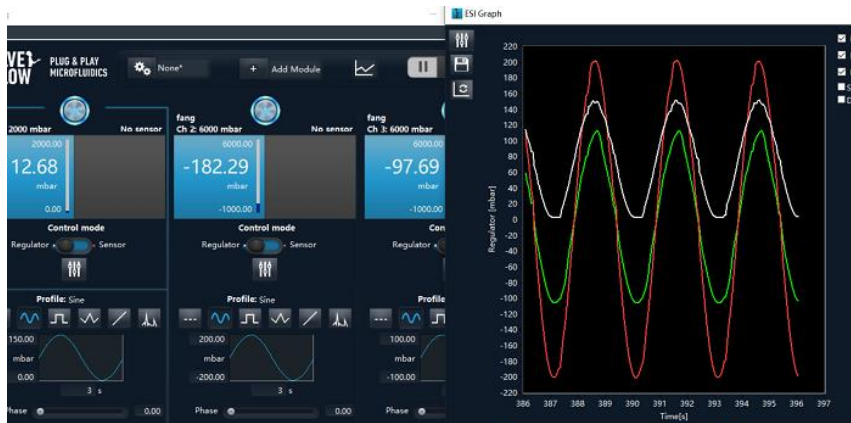 ESI Graph
PLUG & PLAY
MICROFLUIDICS
None*
+ Add Module
2000 mbar No sensor
2000.00
12.68
mbar
0.00
Control mode
Regulator Sensor
Profile: Sine
150.00
mbar
0.00
3 s
Phase 0.00
fang
Ch 2: 6000 mbar No sensor
6000.00
-182.29
mbar
-1000.00
Control mode
Regulator Sensor
Profile: Sine
200.00
mbar
-200.00
3 s
Phase 0.00
fang
Ch 3: 6000 mbar
6000.00
-97.69
mbar
-1000.00
Regulator
Profile
100.00
mbar
-100.00
Phase
Regulator [mbar]
220
200
180
160
140
120
100
80
60
40
20
0
-20
-40
-60
-80
-100
-120
-140
-160
-180
-200
-220
386 387 388 389 390 391 392 393 394 395 396 397
Time[s]